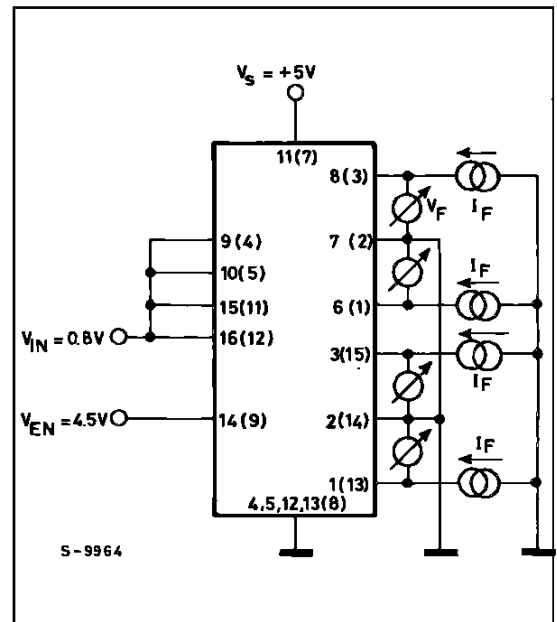 V_S = +5V
11(7)
8(3)
I_F
V_F
9(4)
7 (2)
10(5)
I_F
15(11)
6(1)
V_IN = 0.8V
16(12)
3(15)
I_F
V_EN = 4.5V
14(9)
2(14)
I_F
1(13)
4,5,12,13(8)
S-9964